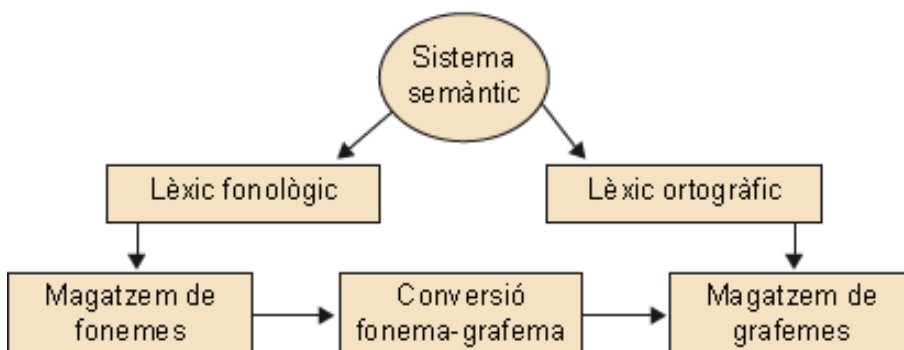 Sistema
semàntic
Lèxic fonològic
Lèxic ortogràfic
Magatzem de
fonemes
Conversió
fonema-grafema
Magatzem de
grafemes